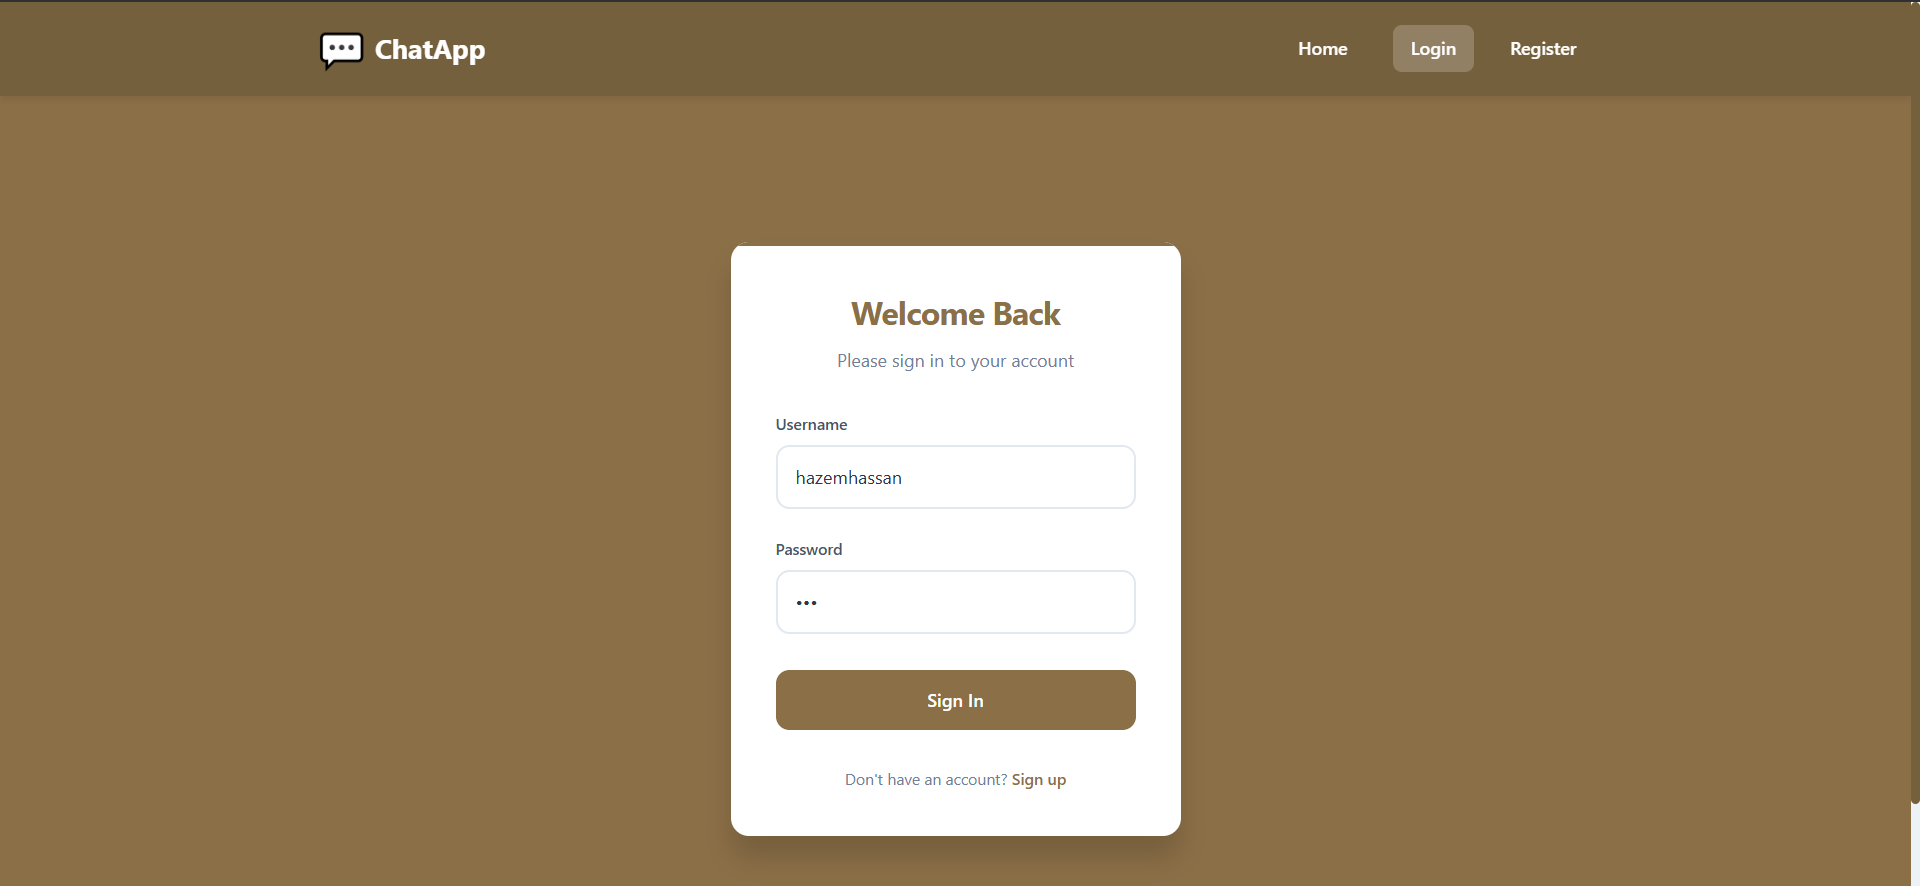 ChatApp
Home Login Register
Welcome Back
Please sign in to your account
Username
hazemhassan
Password
•••
Sign In
Don't have an account? Sign up